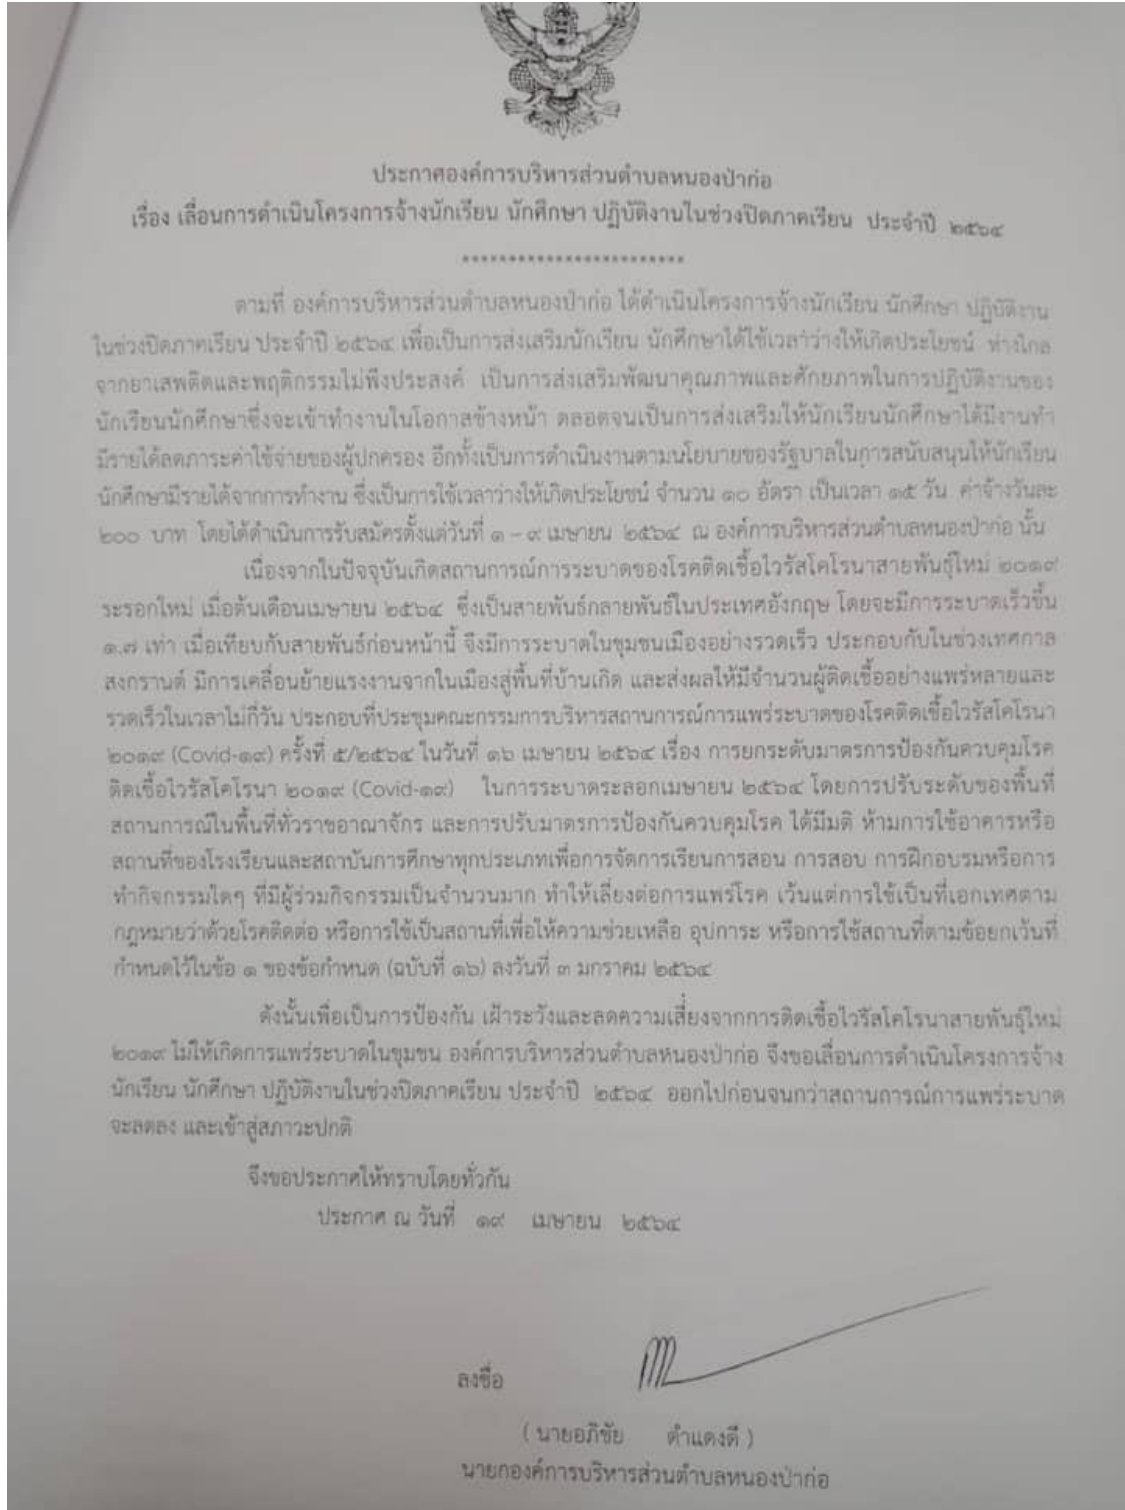 ประกาศองค์การบริหารส่วนตำบลหนองป่าก่อ
เรื่อง เลื่อนการดำเนินโครงการจ้างนักเรียน นักศึกษา ปฏิบัติงานในช่วงปิดภาคเรียน ประจำปี ๒๕๖๔
************************
ตามที่ องค์การบริหารส่วนตำบลหนองป่าก่อ ได้ดำเนินโครงการจ้างนักเรียน นักศึกษา ปฏิบัติงาน
ในช่วงปิดภาคเรียน ประจำปี ๒๕๖๔ เพื่อเป็นการส่งเสริมนักเรียน นักศึกษาได้ใช้เวลาว่างให้เกิดประโยชน์ ห่างไกล
จากยาเสพติดและพฤติกรรมไม่พึงประสงค์ เป็นการส่งเสริมพัฒนาคุณภาพและศักยภาพในการปฏิบัติงานของ
นักเรียนนักศึกษาซึ่งจะเข้าทำงานในโอกาสข้างหน้า ตลอดจนเป็นการส่งเสริมให้นักเรียนนักศึกษาได้มีงานทำ
มีรายได้ลดภาระค่าใช้จ่ายของผู้ปกครอง อีกทั้งเป็นการดำเนินงานตามนโยบายของรัฐบาลในการสนับสนุนให้นักเรียน
นักศึกษามีรายได้จากการทำงาน ซึ่งเป็นการใช้เวลาว่างให้เกิดประโยชน์ จำนวน ๑๐ อัตรา เป็นเวลา ๑๕ วัน ค่าจ้างวันละ
๒๐๐ บาท โดยได้ดำเนินการรับสมัครตั้งแต่วันที่ ๑ – ๙ เมษายน ๒๕๖๔ ณ องค์การบริหารส่วนตำบลหนองป่าก่อ นั้น
เนื่องจากในปัจจุบันเกิดสถานการณ์การระบาดของโรคติดเชื้อไวรัสโคโรนาสายพันธุ์ใหม่ ๒๐๑๙
ระรอกใหม่ เมื่อต้นเดือนเมษายน ๒๕๖๔ ซึ่งเป็นสายพันธ์กลายพันธ์ในประเทศอังกฤษ โดยจะมีการระบาดเร็วขึ้น
๑.๗ เท่า เมื่อเทียบกับสายพันธ์ก่อนหน้านี้ จึงมีการระบาดในชุมชนเมืองอย่างรวดเร็ว ประกอบกับในช่วงเทศกาล
สงกรานต์ มีการเคลื่อนย้ายแรงงานจากในเมืองสู่พื้นที่บ้านเกิด และส่งผลให้มีจำนวนผู้ติดเชื้ออย่างแพร่หลายและ
รวดเร็วในเวลาไม่กี่วัน ประกอบที่ประชุมคณะกรรมการบริหารสถานการณ์การแพร่ระบาดของโรคติดเชื้อไวรัสโคโรนา
๒๐๑๙ (Covid-๑๙) ครั้งที่ ๕/๒๕๖๔ ในวันที่ ๑๖ เมษายน ๒๕๖๔ เรื่อง การยกระดับมาตรการป้องกันควบคุมโรค
ติดเชื้อไวรัสโคโรนา ๒๐๑๙ (Covid-๑๙) ในการระบาดระลอกเมษายน ๒๕๖๔ โดยการปรับระดับของพื้นที่
สถานการณ์ในพื้นที่ทั่วราชอาณาจักร และการปรับมาตรการป้องกันควบคุมโรค ได้มีมติ ห้ามการใช้อาคารหรือ
สถานที่ของโรงเรียนและสถาบันการศึกษาทุกประเภทเพื่อการจัดการเรียนการสอน การสอบ การฝึกอบรมหรือการ
ทำกิจกรรมใดๆ ที่มีผู้ร่วมกิจกรรมเป็นจำนวนมาก ทำให้เสี่ยงต่อการแพร่โรค เว้นแต่การใช้เป็นที่เอกเทศตาม
กฎหมายว่าด้วยโรคติดต่อ หรือการใช้เป็นสถานที่เพื่อให้ความช่วยเหลือ อุปการะ หรือการใช้สถานที่ตามข้อยกเว้นที่
กำหนดไว้ในข้อ ๑ ของข้อกำหนด (ฉบับที่ ๑๖) ลงวันที่ ๓ มกราคม ๒๕๖๔
ดังนั้นเพื่อเป็นการป้องกัน เฝ้าระวังและลดความเสี่ยงจากการติดเชื้อไวรัสโคโรนาสายพันธุ์ใหม่
๒๐๑๙ ไม่ให้เกิดการแพร่ระบาดในชุมชน องค์การบริหารส่วนตำบลหนองป่าก่อ จึงขอเลื่อนการดำเนินโครงการจ้าง
นักเรียน นักศึกษา ปฏิบัติงานในช่วงปิดภาคเรียน ประจำปี ๒๕๖๔ ออกไปก่อนจนกว่าสถานการณ์การแพร่ระบาด
จะลดลง และเข้าสู่สภาวะปกติ
จึงขอประกาศให้ทราบโดยทั่วกัน
ประกาศ ณ วันที่ ๑๙ เมษายน ๒๕๖๔
ลงชื่อ
( นายอภิชัย ตำแดงดี )
นายกองค์การบริหารส่วนตำบลหนองป่าก่อ